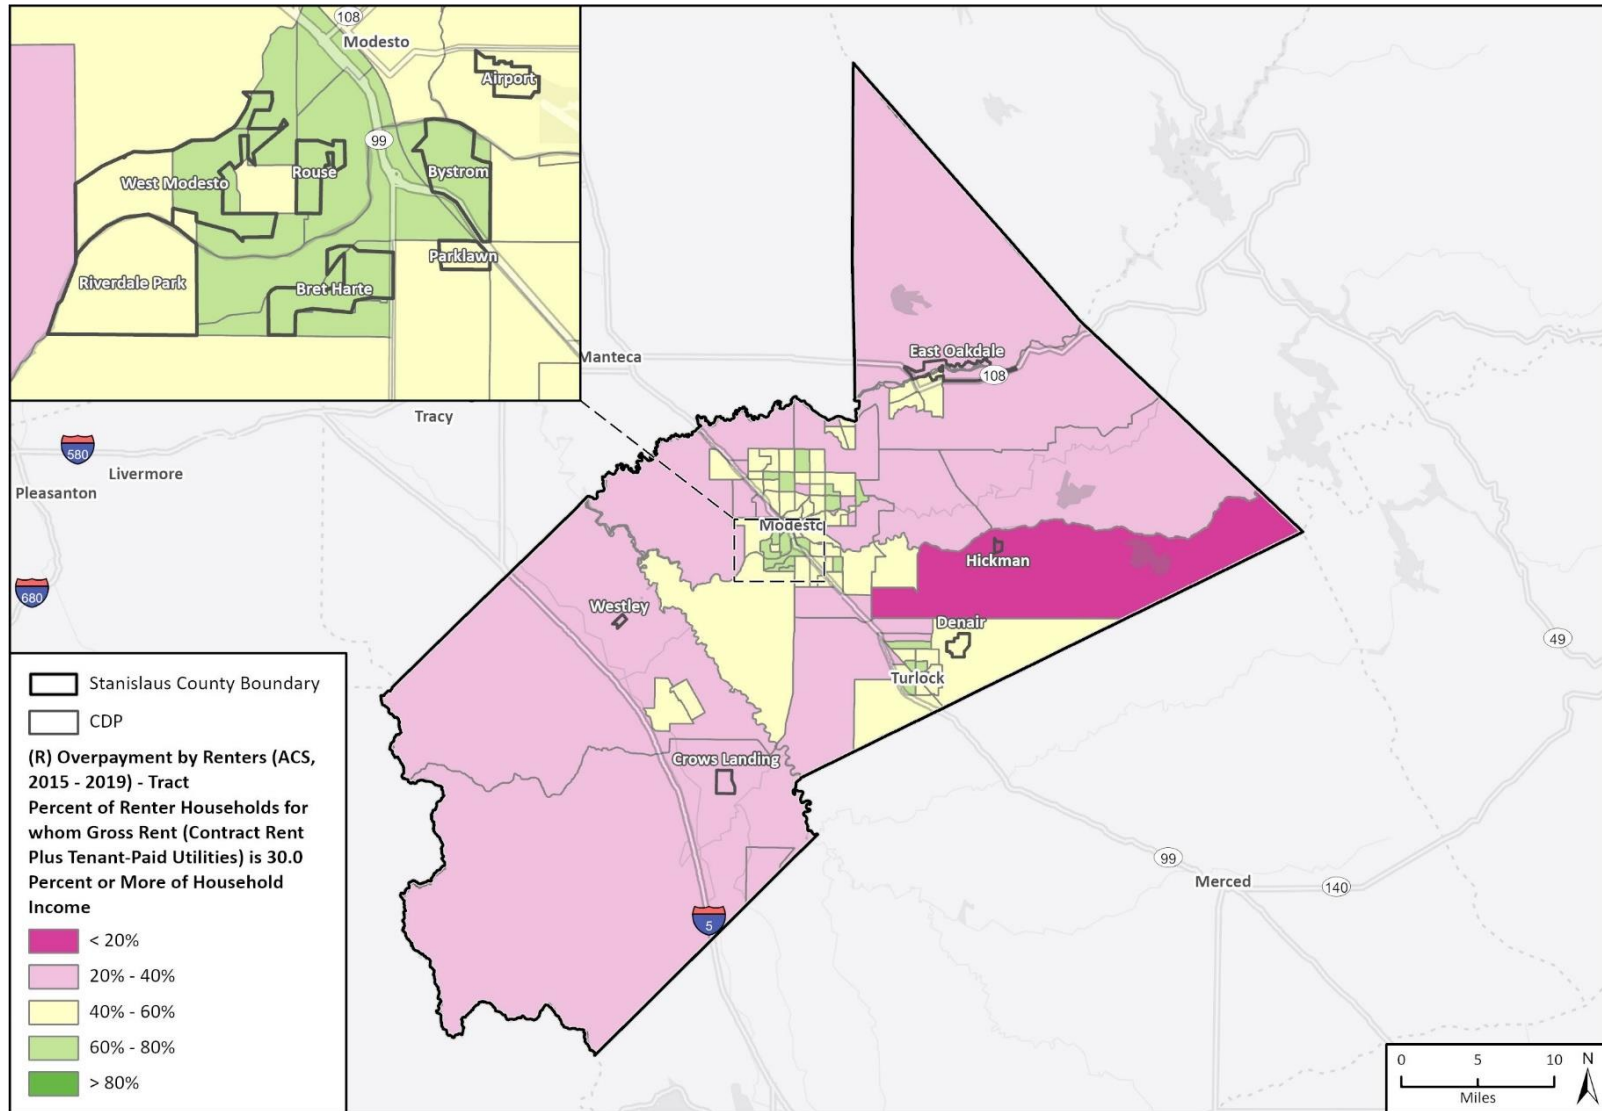 108
Modesto
Airport
99
West Modesto
Rouse
Bystrom
Parklawn
Riverdale Park
Bret Harte
Manteca
Tracy
580
Livermore
Pleasanton
680
East Oakdale
108
Modesto
Hickman
Westley
Denair
Turlock
Crows Landing
49
99
Merced
140
5
Stanislaus County Boundary
CDP
(R) Overpayment by Renters (ACS,
2015 - 2019) - Tract
Percent of Renter Households for
whom Gross Rent (Contract Rent
Plus Tenant-Paid Utilities) is 30.0
Percent or More of Household
Income
< 20%
20% - 40%
40% - 60%
60% - 80%
> 80%
0 5 10
Miles
N